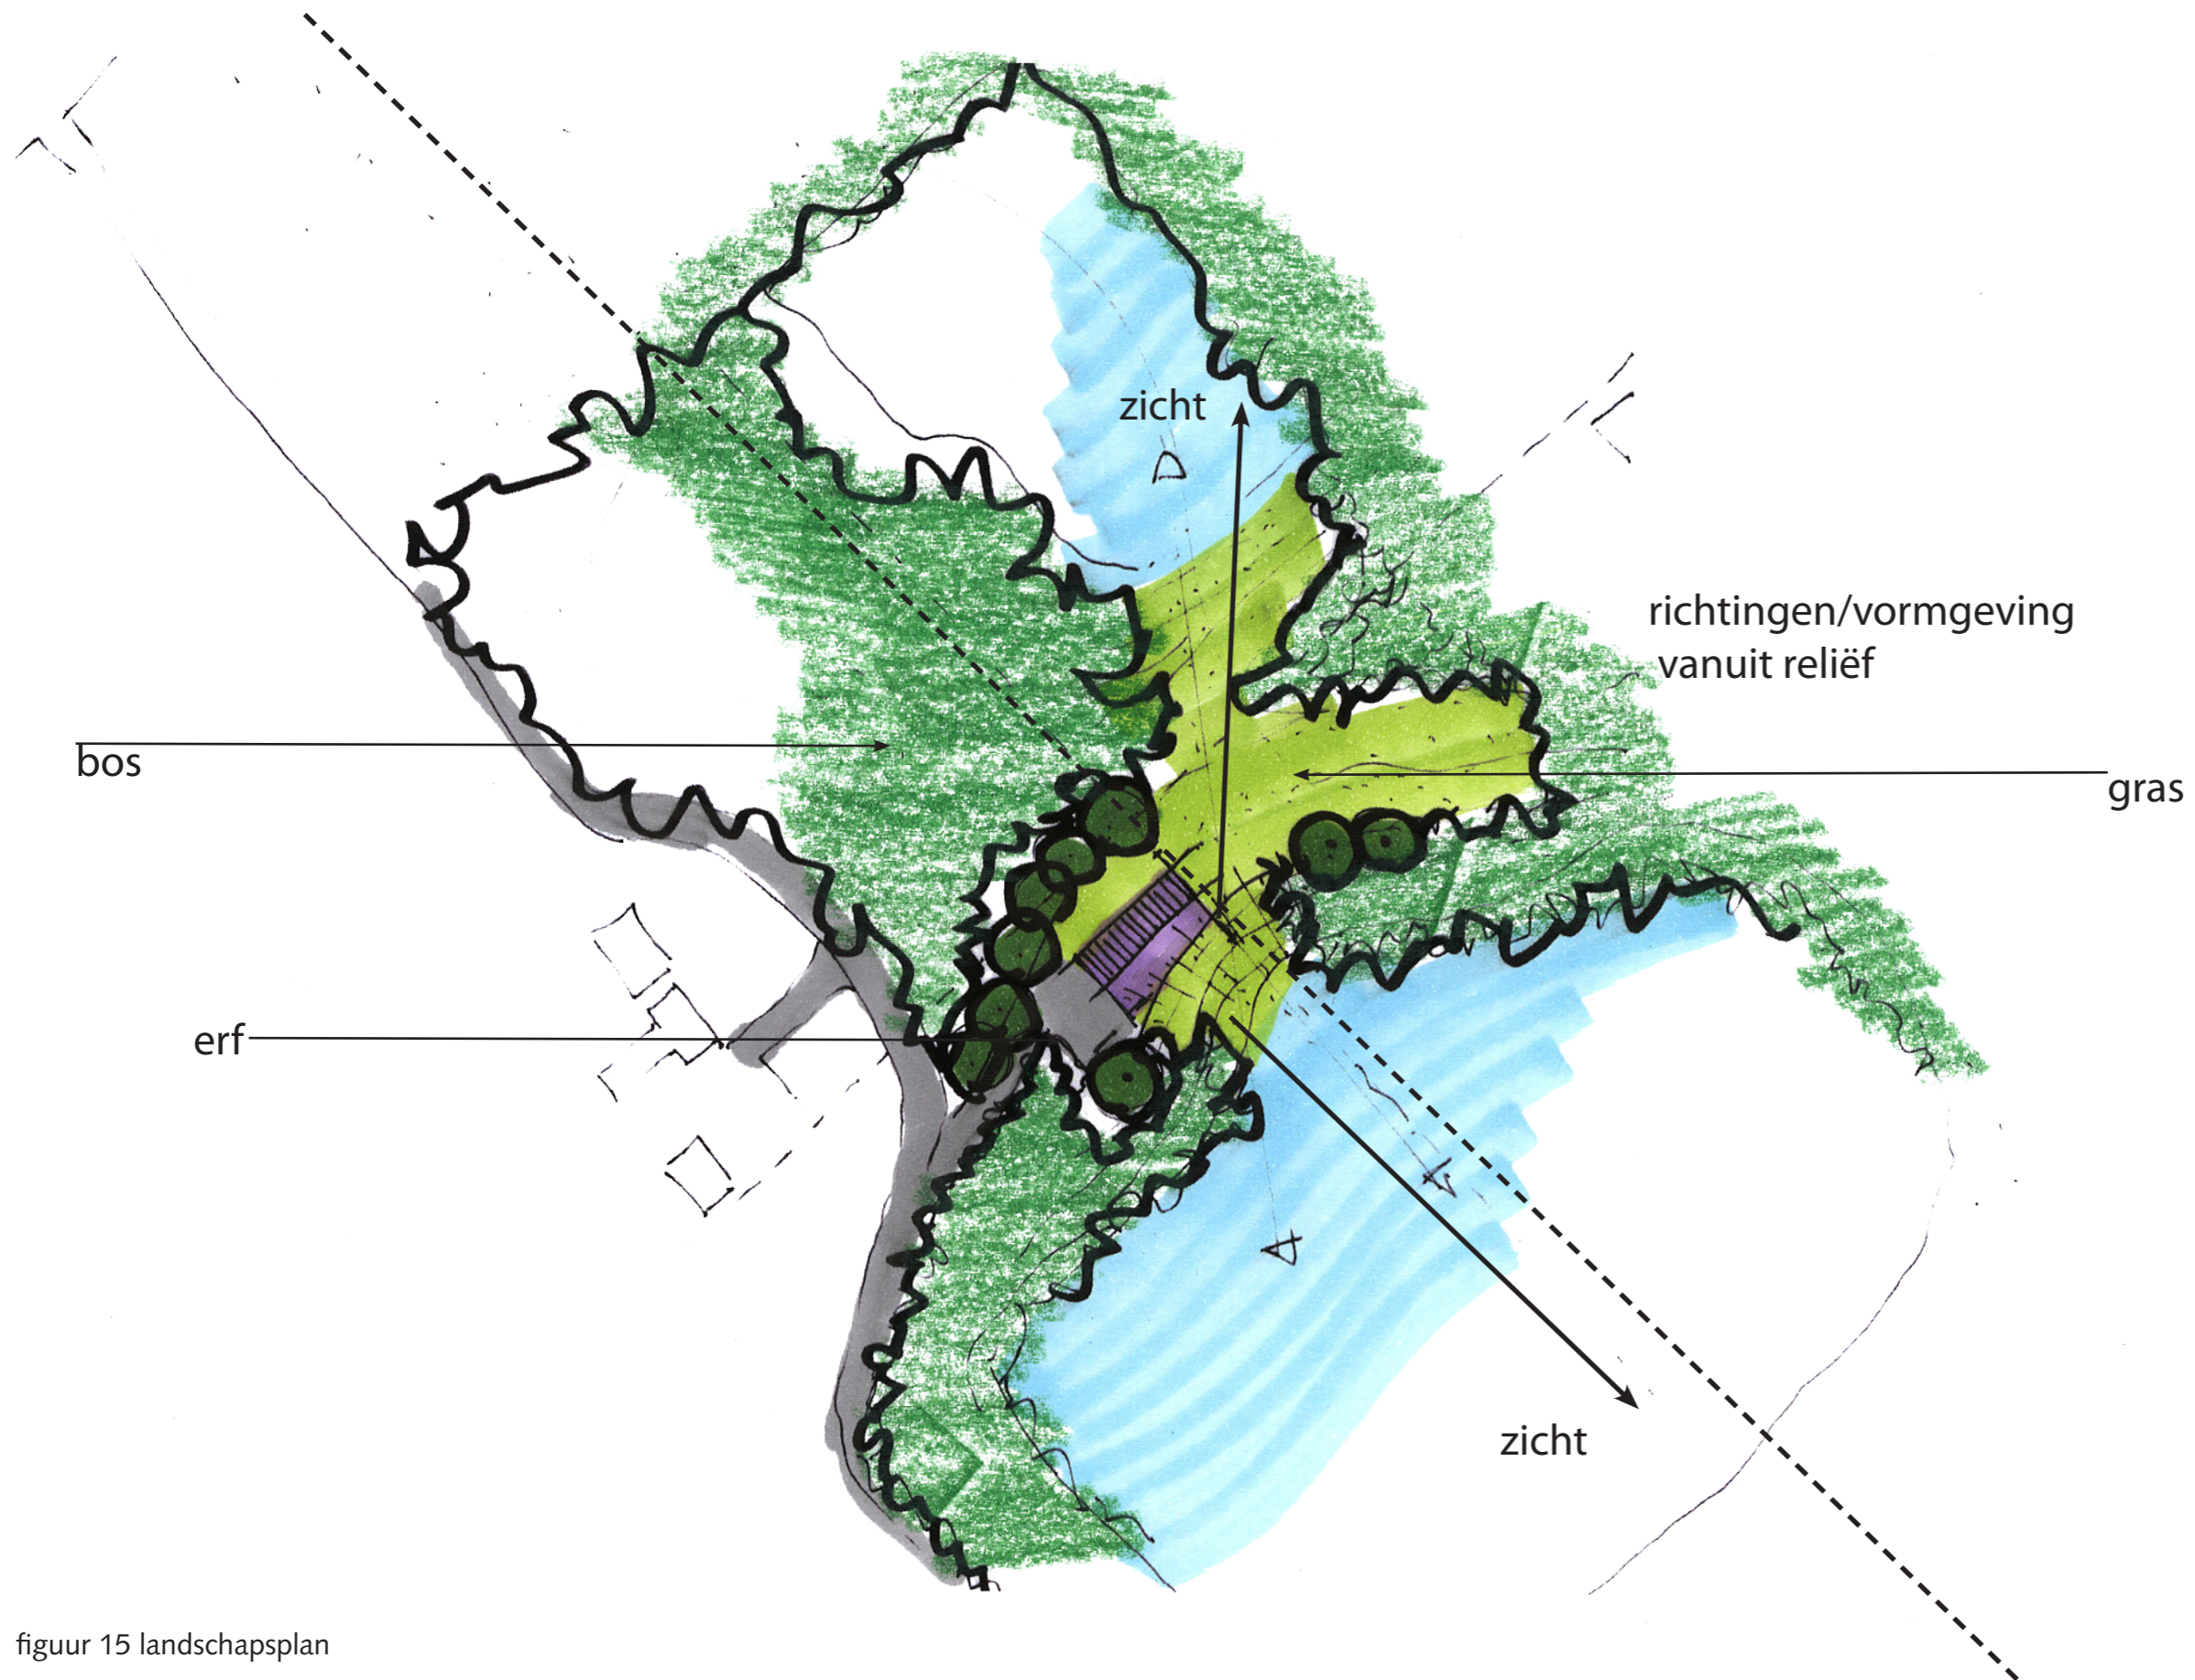 zicht
richtingen/vormgeving
vanuit reliëf
bos
gras
erf
zicht
figuur 15 landschapsplan